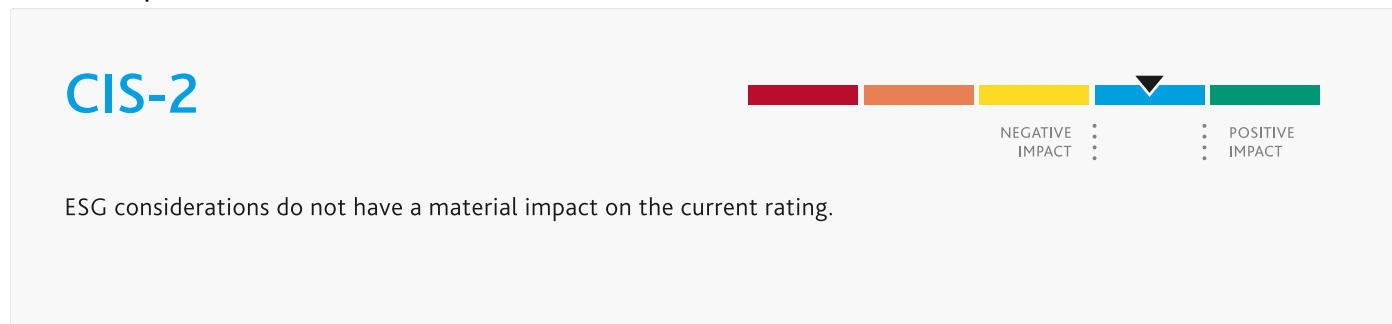 CIS-2
NEGATIVE
IMPACT
POSITIVE
IMPACT
ESG considerations do not have a material impact on the current rating.